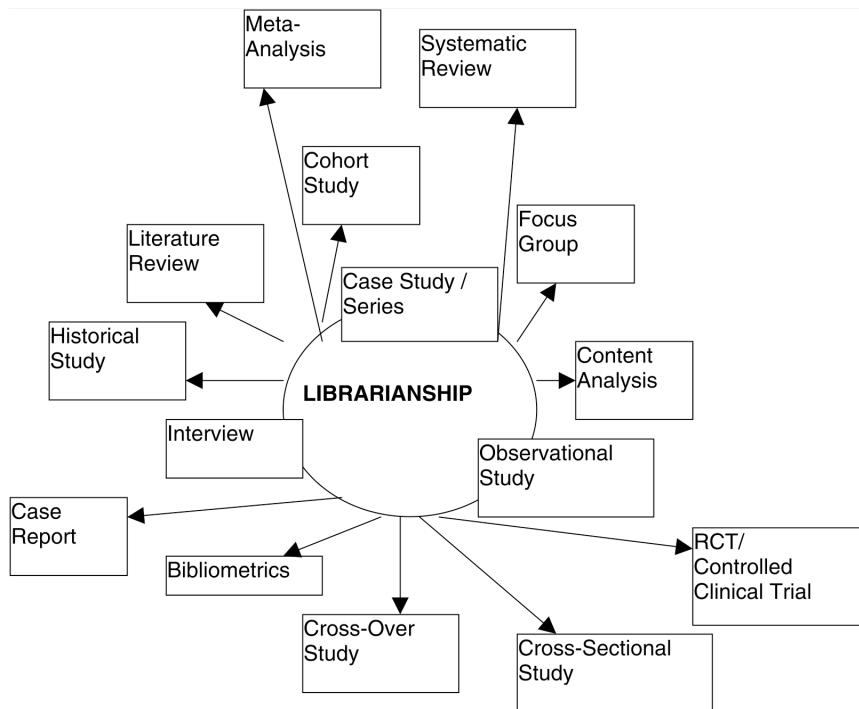 Meta-
Analysis
Systematic
Review
Cohort
Study
Literature
Review
Focus
Group
Case Study /
Series
Historical
Study
Content
Analysis
LIBRARIANSHIP
Interview
Observational
Study
Case
Report
Bibliometrics
RCT/
Controlled
Clinical Trial
Cross-Over
Study
Cross-Sectional
Study